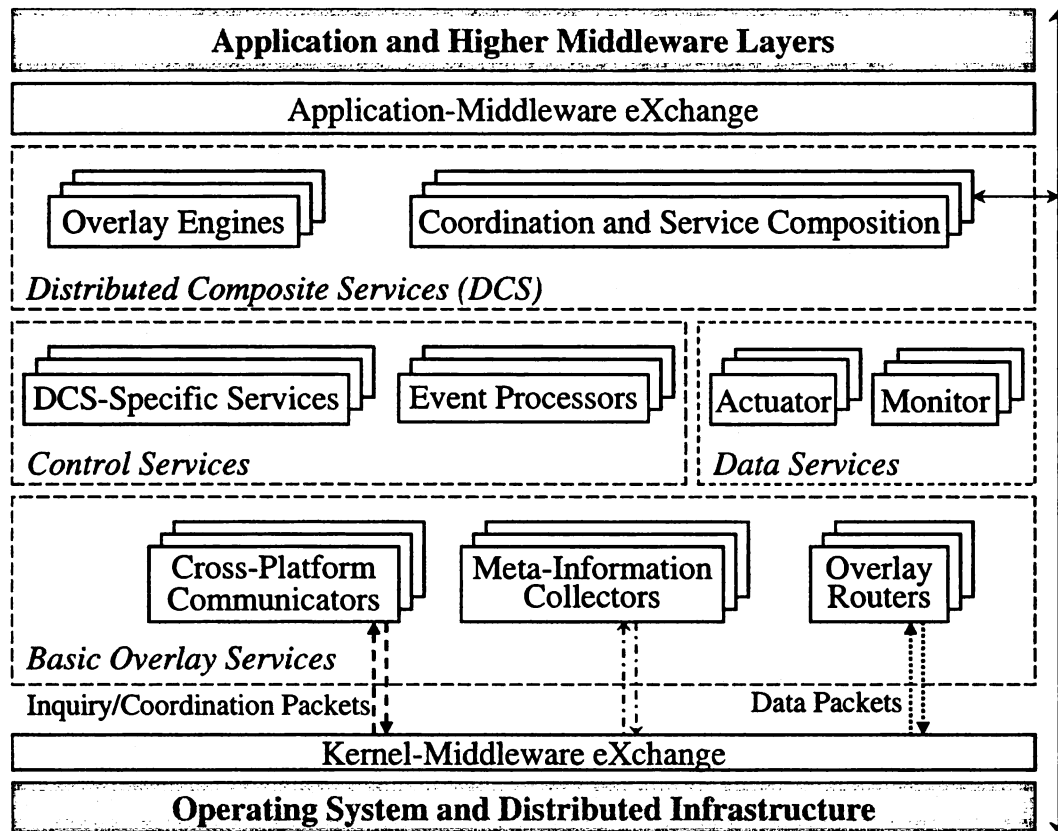 Application and Higher Middleware Layers
Application-Middleware eXchange
Overlay Engines
Coordination and Service Composition
Distributed Composite Services (DCS)
DCS-Specific Services
Event Processors
Actuator
Monitor
Control Services
Data Services
Cross-Platform
Communicators
Meta-Information
Collectors
Overlay
Routers
Basic Overlay Services
Inquiry/Coordination Packets
Data Packets
Kernel-Middleware eXchange
Operating System and Distributed Infrastructure